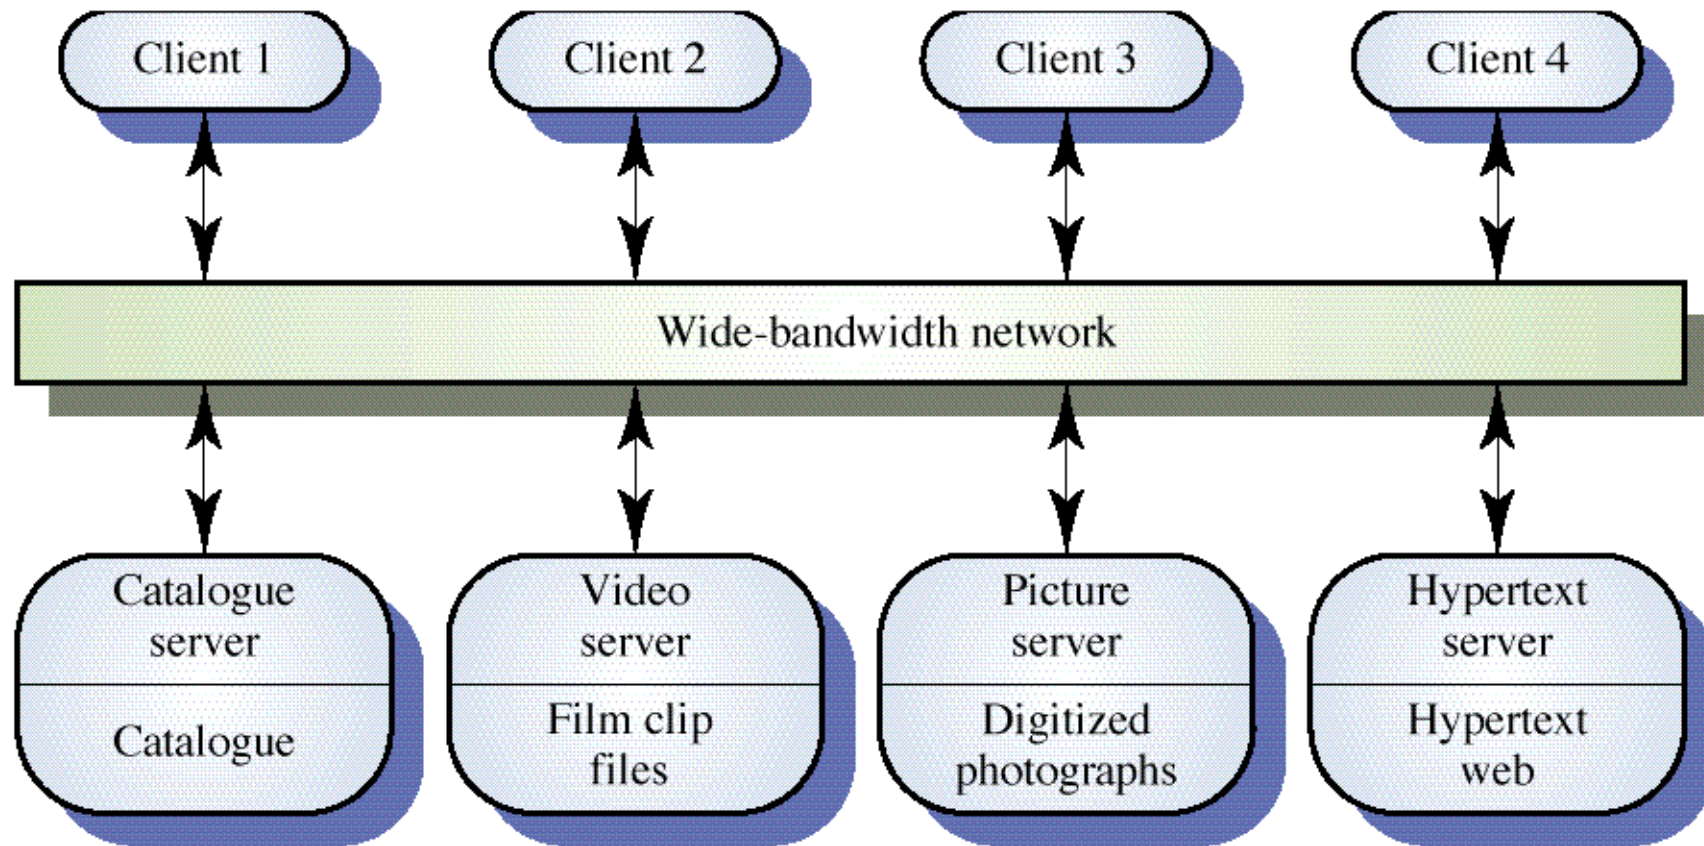 Client 1
Client 2
Client 3
Client 4
Wide-bandwidth network
Catalogue
server
Catalogue
Video
server
Film clip
files
Picture
server
Digitized
photographs
Hypertext
server
Hypertext
web